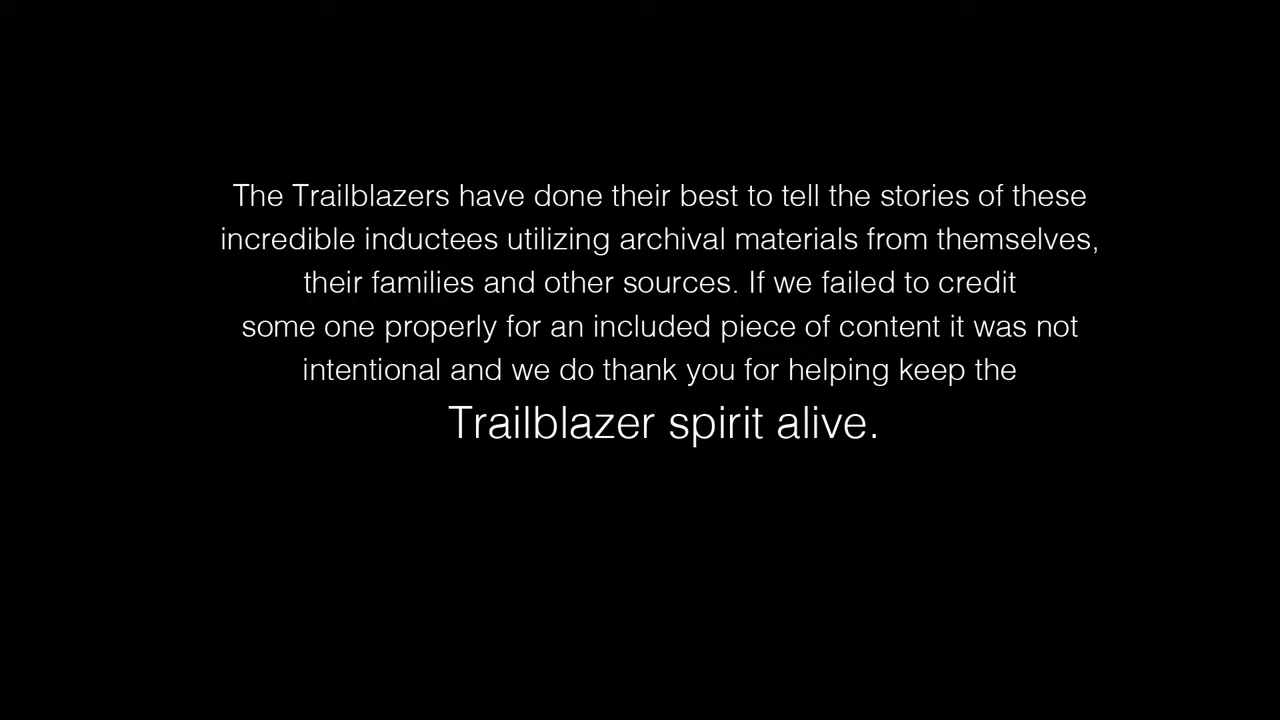 The Trailblazers have done their best to tell the stories of these
incredible inductees utilizing archival materials from themselves,
their families and other sources. If we failed to credit
some one properly for an included piece of content it was not
intentional and we do thank you for helping keep the
Trailblazer spirit alive.